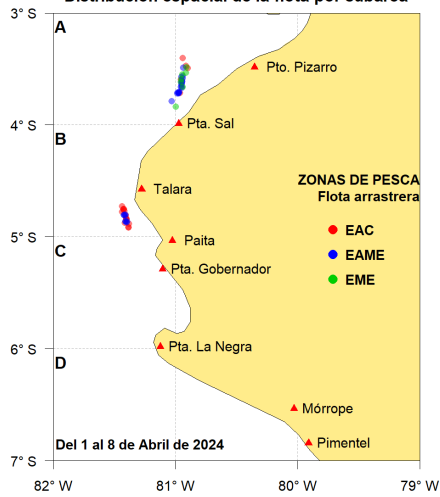 Distribución espacial de la flota por subárea
3° S
A
Pto. Pizarro
4° S
Pta. Sal
B
ZONAS DE PESCA
Flota arrastrera
Talara
EAC
5° S
Paita
C
EAME
Pta. Gobernador
EME
6° S
Pta. La Negra
D
Mórrope
Del 1 al 8 de Abril de 2024
Pimentel
7° S
82° W
81° W
80° W
79° W